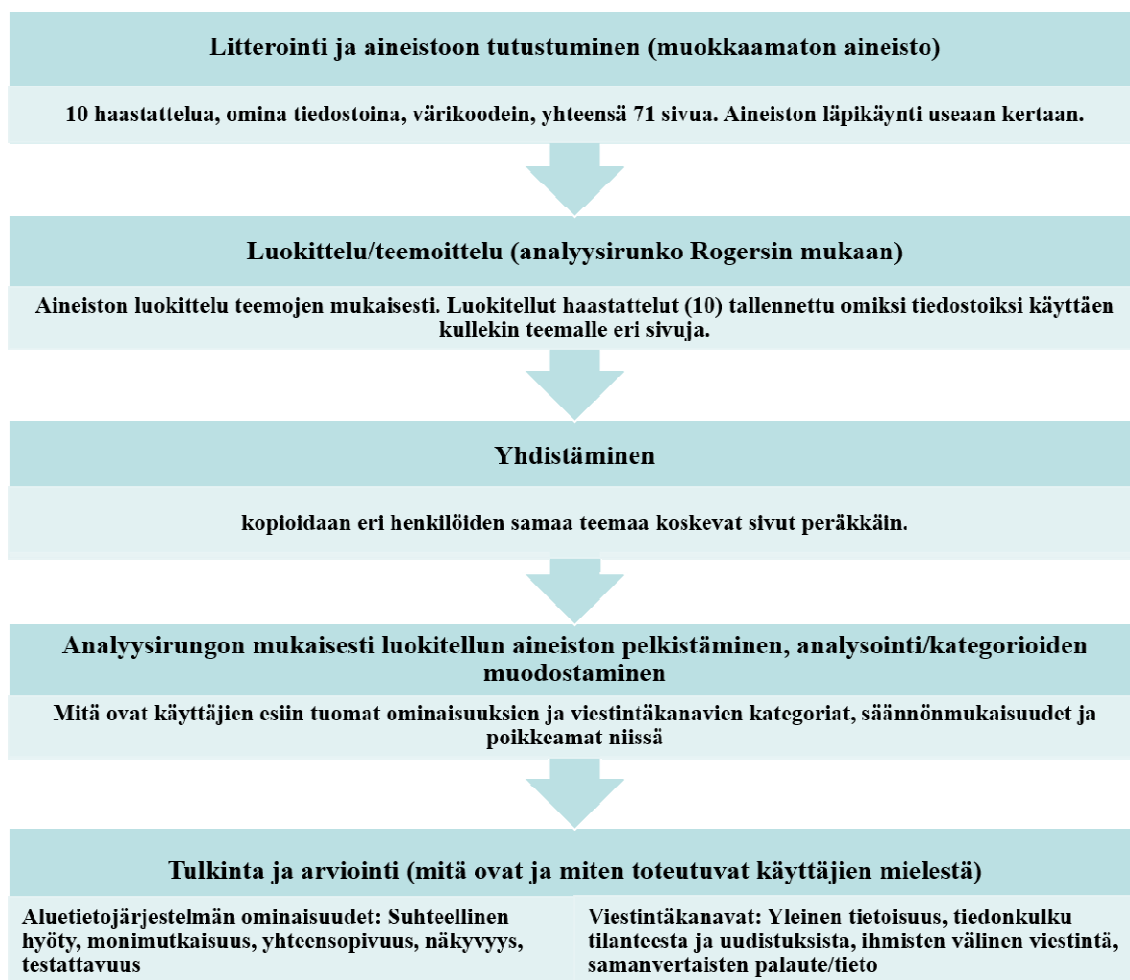 Litterointi ja aineistoon tutustuminen (muokkaamaton aineisto)
10 haastattelua, omina tiedostoina, värikoodein, yhteensä 71 sivua. Aineiston läpikäynti useaan kertaan.
Luokittelu/teemoittelu (analyysirunko Rogersin mukaan)
Aineiston luokittelu teemojen mukaisesti. Luokitellut haastattelut (10) tallennettu omiksi tiedostoiksi käyttäen
kullekin teemalle eri sivuja.
Yhdistäminen
kopioidaan eri henkilöiden samaa teemaa koskevat sivut peräkkäin.
Analyysirungon mukaisesti luokitellun aineiston pelkistäminen, analysointi/kategorioiden
muodostaminen
Mitä ovat käyttäjien esiin tuomat ominaisuuksien ja viestintäkanavien kategoriat, säännönmukaisuudet ja
poikkeamat niissä
Tulkinta ja arviointi (mitä ovat ja miten toteutuvat käyttäjien mielestä)
Aluetietojärjestelmän ominaisuudet: Suhteellinen
hyöty, monimutkaisuus, yhteensopivuus, näkyvyys,
testattavuus
Viestintäkanavat: Yleinen tietoisuus, tiedonkulku
tilanteesta ja uudistuksista, ihmisten välinen viestintä,
samanvertaisten palaute/tieto